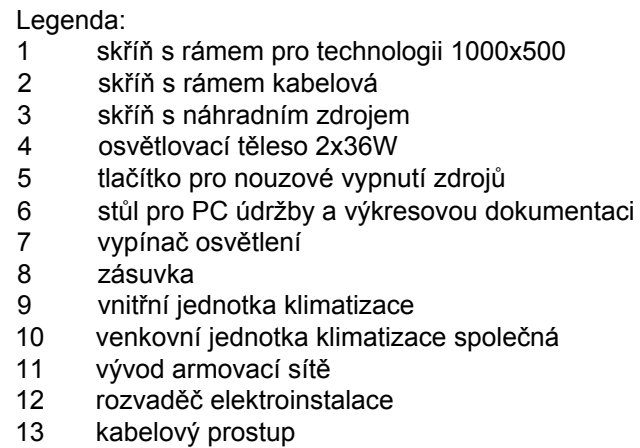 Legenda:
1 skříň s rámem pro technologii 1000x500
2 skříň s rámem kabelová
3 skříň s náhradním zdrojem
4 osvětlovací těleso 2x36W
5 tlačítko pro nouzové vypnutí zdrojů
6 stůl pro PC údržby a výkresovou dokumentaci
7 vypínač osvětlení
8 zásuvka
9 vnitřní jednotka klimatizace
10 venkovní jednotka klimatizace společná
11 vývod armovací sítě
12 rozvaděč elektroinstalace
13 kabelový prostup